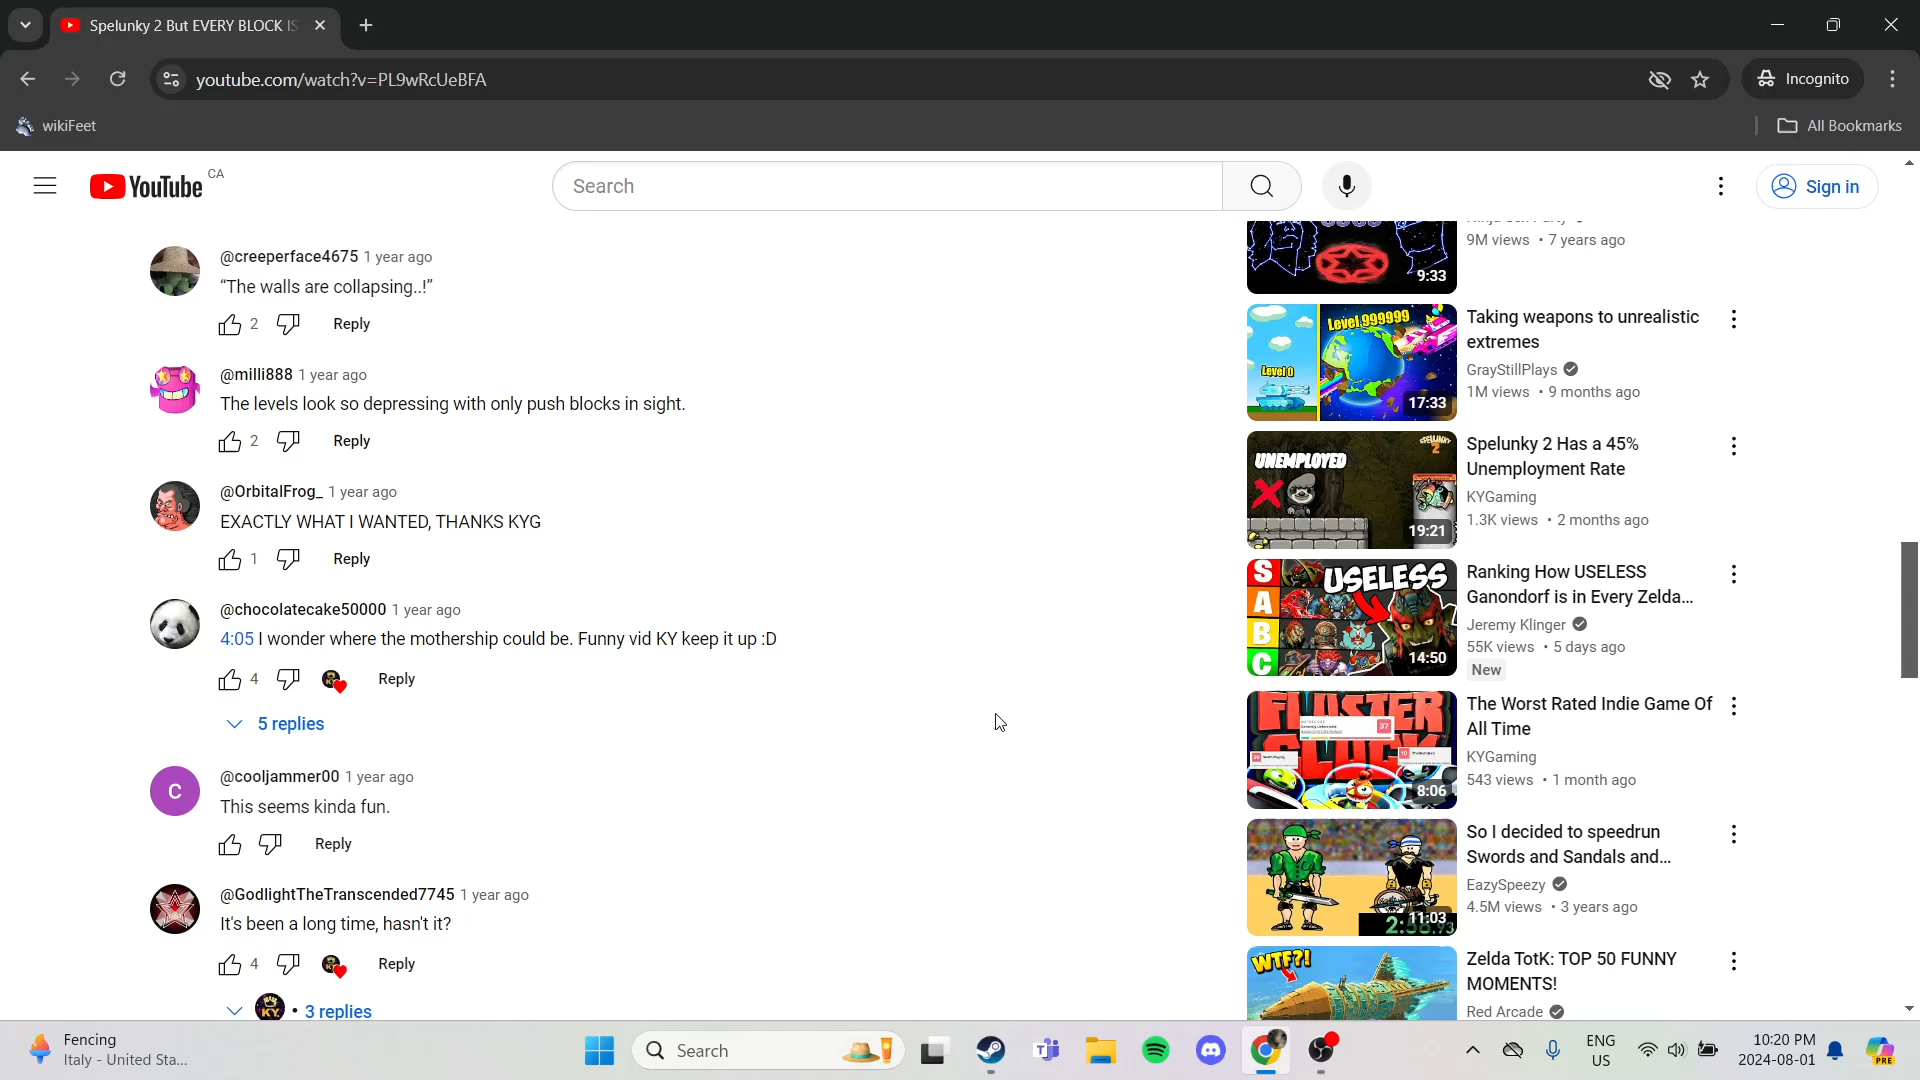 Spelunky 2 But EVERY BLOCK IS
youtube.com/watch?v=PL9wRcUeBFA
Incognito
wikiFeet
All Bookmarks
YouTube CA
Search
Sign in
@creeperface4675 1 year ago
“The walls are collapsing..!”
2 Reply
@milli888 1 year ago
The levels look so depressing with only push blocks in sight.
2 Reply
@OrbitalFrog_ 1 year ago
EXACTLY WHAT I WANTED, THANKS KYG
1 Reply
@chocolatecake50000 1 year ago
4:05 I wonder where the mothership could be. Funny vid KY keep it up :D
4 Reply
5 replies
C
@cooljammer00 1 year ago
This seems kinda fun.
Reply
@GodlightTheTranscended7745 1 year ago
It's been a long time, hasn't it?
4 Reply
KY.
• 3 replies
9M views • 7 years ago
9:33
Level 0
Level 999999
17:33
Taking weapons to unrealistic
extremes
GrayStillPlays
1M views • 9 months ago
UNEMPLOYED
SPELUNKY 2
19:21
Spelunky 2 Has a 45%
Unemployment Rate
KYGaming
1.3K views • 2 months ago
S
A
B
C
USELESS
14:50
Ranking How USELESS
Ganondorf is in Every Zelda...
Jeremy Klinger
55K views • 5 days ago
New
FLUSTER
CLUCK
37
8:06
The Worst Rated Indie Game Of
All Time
KYGaming
543 views • 1 month ago
11:03
2:58.93
So I decided to speedrun
Swords and Sandals and...
EazySpeezy
4.5M views • 3 years ago
WTF?!
Zelda TotK: TOP 50 FUNNY
MOMENTS!
Red Arcade
Fencing
Italy - United Sta...
Search
ENG
US
10:20 PM
2024-08-01
PRE